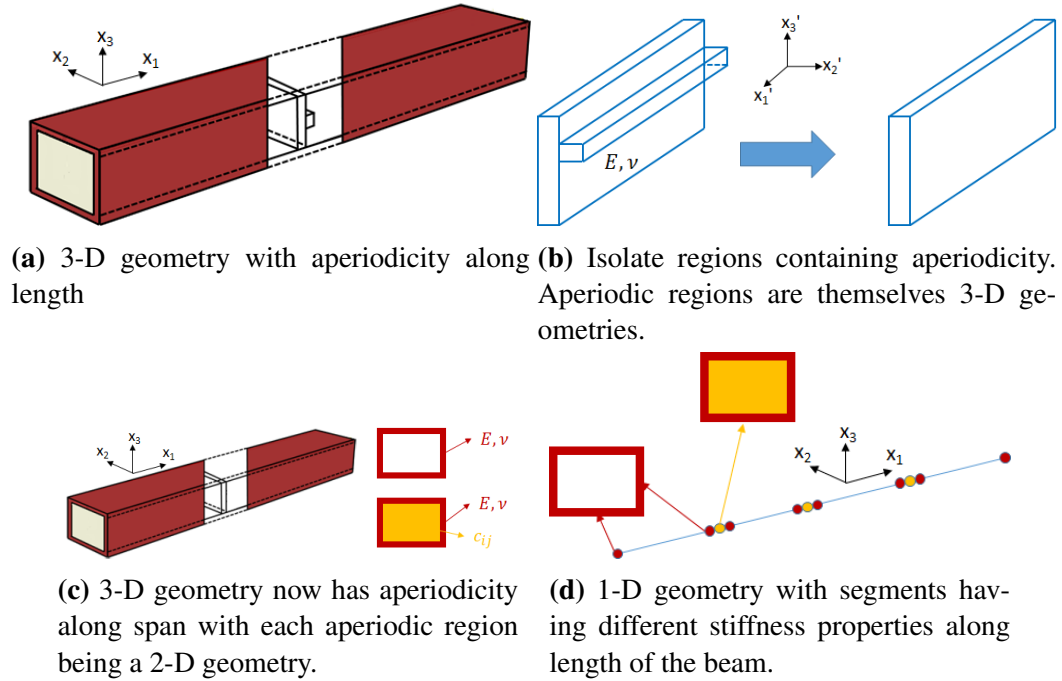 x₃
x₂
x₁
x₃'
x₂'
x₁'
E, ν
(a) 3-D geometry with aperiodicity along
length
(b) Isolate regions containing aperiodicity.
Aperiodic regions are themselves 3-D ge-
ometries.
x₃
x₂
x₁
E, ν
E, ν
cᵢⱼ
x₃
x₂
x₁
(c) 3-D geometry now has aperiodicity
along span with each aperiodic region
being a 2-D geometry.
(d) 1-D geometry with segments hav-
ing different stiffness properties along
length of the beam.